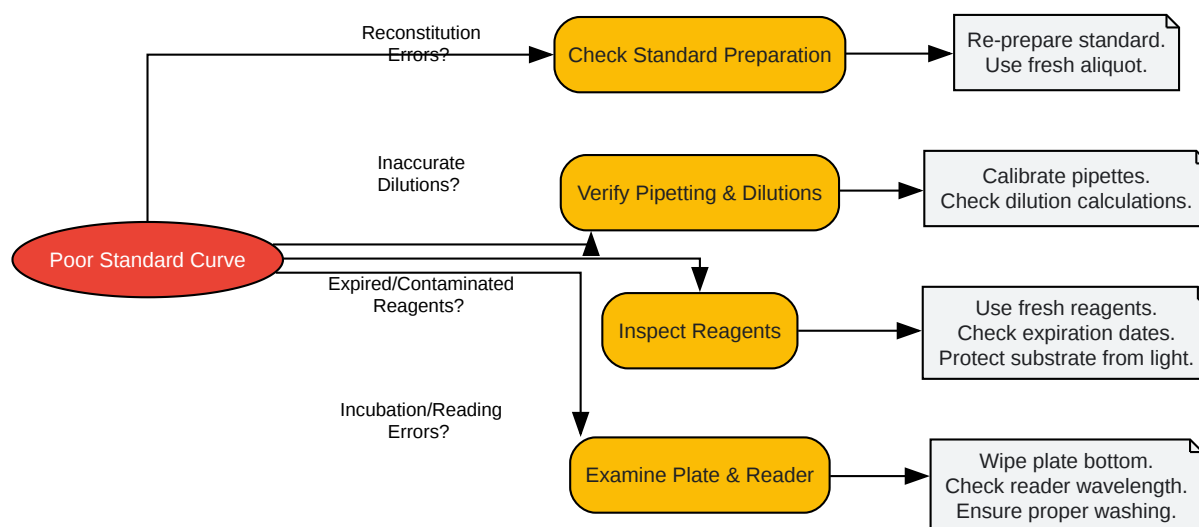 Reconstitution
Errors?
Check Standard Preparation
Re-prepare standard.
Use fresh aliquot.
Inaccurate
Dilutions?
Verify Pipetting & Dilutions
Calibrate pipettes.
Check dilution calculations.
Poor Standard Curve
Expired/Contaminated
Reagents?
Inspect Reagents
Use fresh reagents.
Check expiration dates.
Protect substrate from light.
Incubation/Reading
Errors?
Examine Plate & Reader
Wipe plate bottom.
Check reader wavelength.
Ensure proper washing.